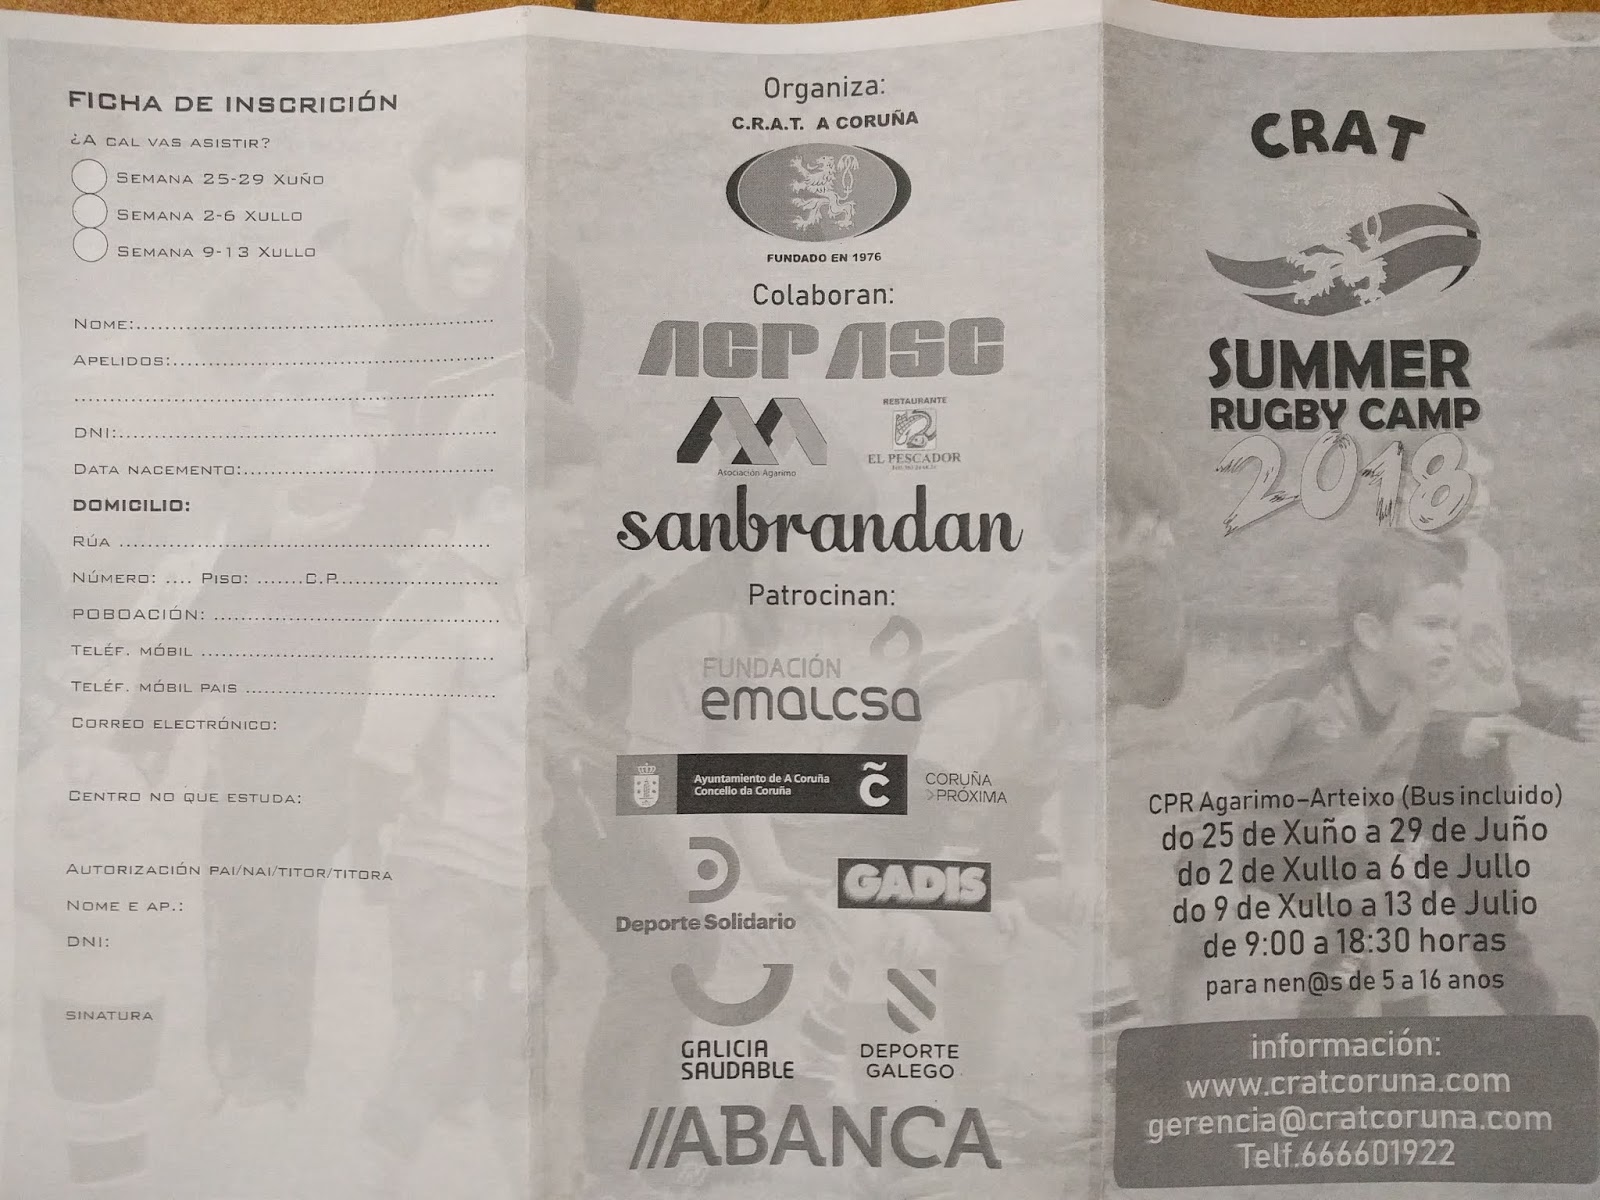 FICHA DE INSCRICIÓN
¿A CAL VAS ASISTIR?
SEMANA 25-29 XUÑO
SEMANA 2-6 XULLO
SEMANA 9-13 XULLO
NOME:
APELIDOS:
DNI:
DATA NACEMENTO:
DOMICILIO:
RÚA
NÚMERO: .... PISO: .......C.P.
POBOACIÓN:
TELÉF. MÓBIL
TELÉF. MÓBIL PAIS
CORREO ELECTRÓNICO:
CENTRO NO QUE ESTUDA:
AUTORIZACIÓN PAI/NAI/TITOR/TITORA
NOME E AP.:
DNI:
SINATURA
Organiza:
C.R.A.T. A CORUÑA
FUNDADO EN 1976
Colaboran:
ACP ASC
Asociación Agarimo
RESTAURANTE
EL PESCADOR
sanbrandan
Patrocinan:
FUNDACIÓN
emalcsa
Ayuntamiento de A Coruña
Concello da Coruña
CORUÑA
>PRÓXIMA
Deporte Solidario
GADIS
GALICIA
SAUDABLE
DEPORTE
GALEGO
//ABANCA
CRAT
SUMMER
RUGBY CAMP
2018
CPR Agarimo-Arteixo (Bus incluido)
do 25 de Xuño a 29 de Juño
do 2 de Xullo a 6 de Jullo
do 9 de Xullo a 13 de Julio
de 9:00 a 18:30 horas
para nen@s de 5 a 16 anos
información:
www.cratcoruna.com
gerencia@cratcoruna.com
Telf.666601922